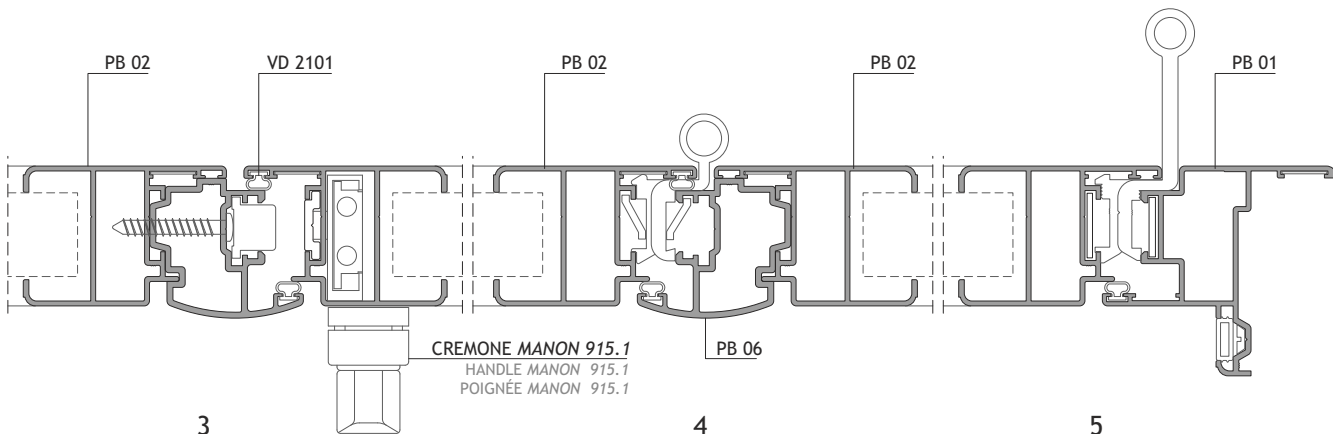 PB 02
VD 2101
PB 02
PB 02
PB 01
CREMONE MANON 915.1
HANDLE MANON 915.1
POIGNÉE MANON 915.1
PB 06
3
4
5